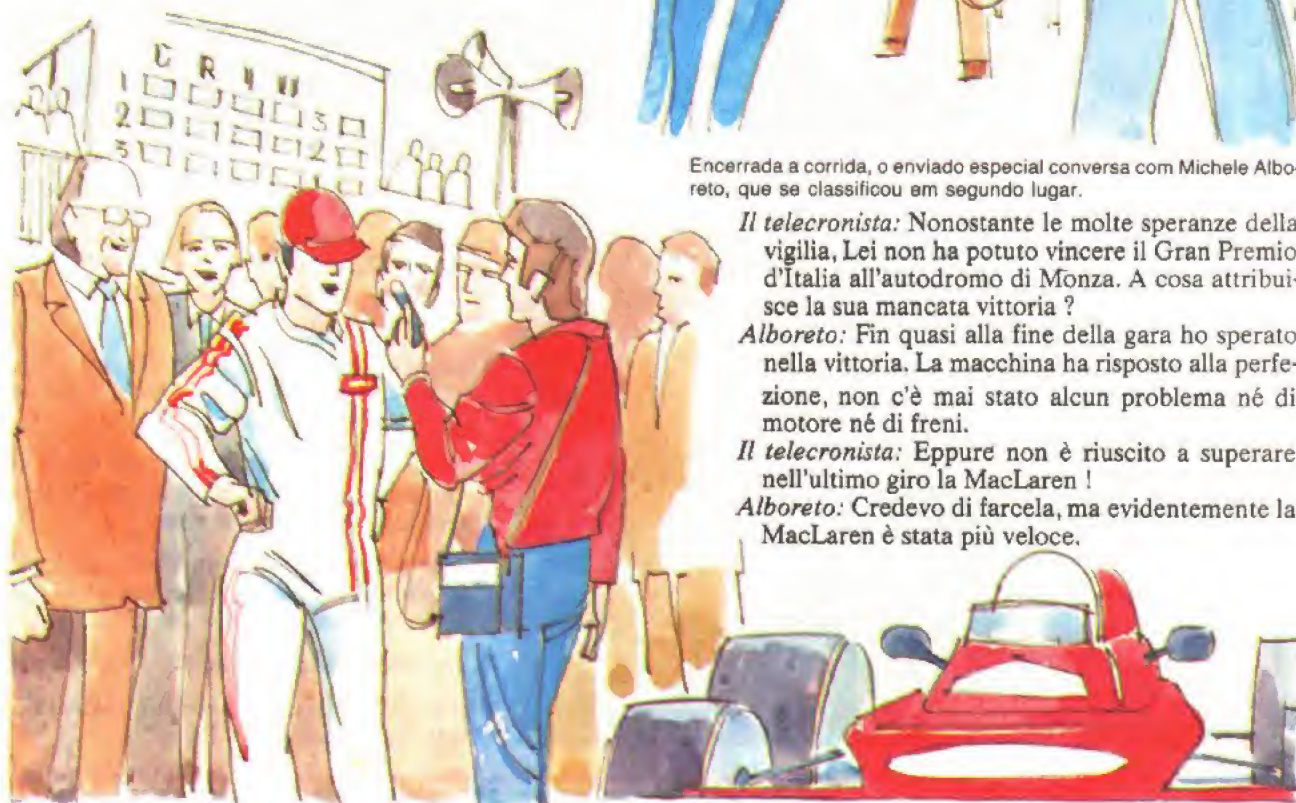 Encerrada a corrida, o enviado especial conversa com Michele Albo-
reto, que se classificou em segundo lugar.
Il telecronista: Nonostante le molte speranze della
vigilia, Lei non ha potuto vincere il Gran Premio
d'Italia all'autodromo di Monza. A cosa attribui-
sce la sua mancata vittoria ?
Alboreto: Fin quasi alla fine della gara ho sperato
nella vittoria. La macchina ha risposto alla perfe-
zione, non c'è mai stato alcun problema né di
motore né di freni.
Il telecronista: Eppure non è riuscito a superare
nell'ultimo giro la MacLaren !
Alboreto: Credevo di farcela, ma evidentemente la
MacLaren è stata più veloce.
1 3
2 2
3